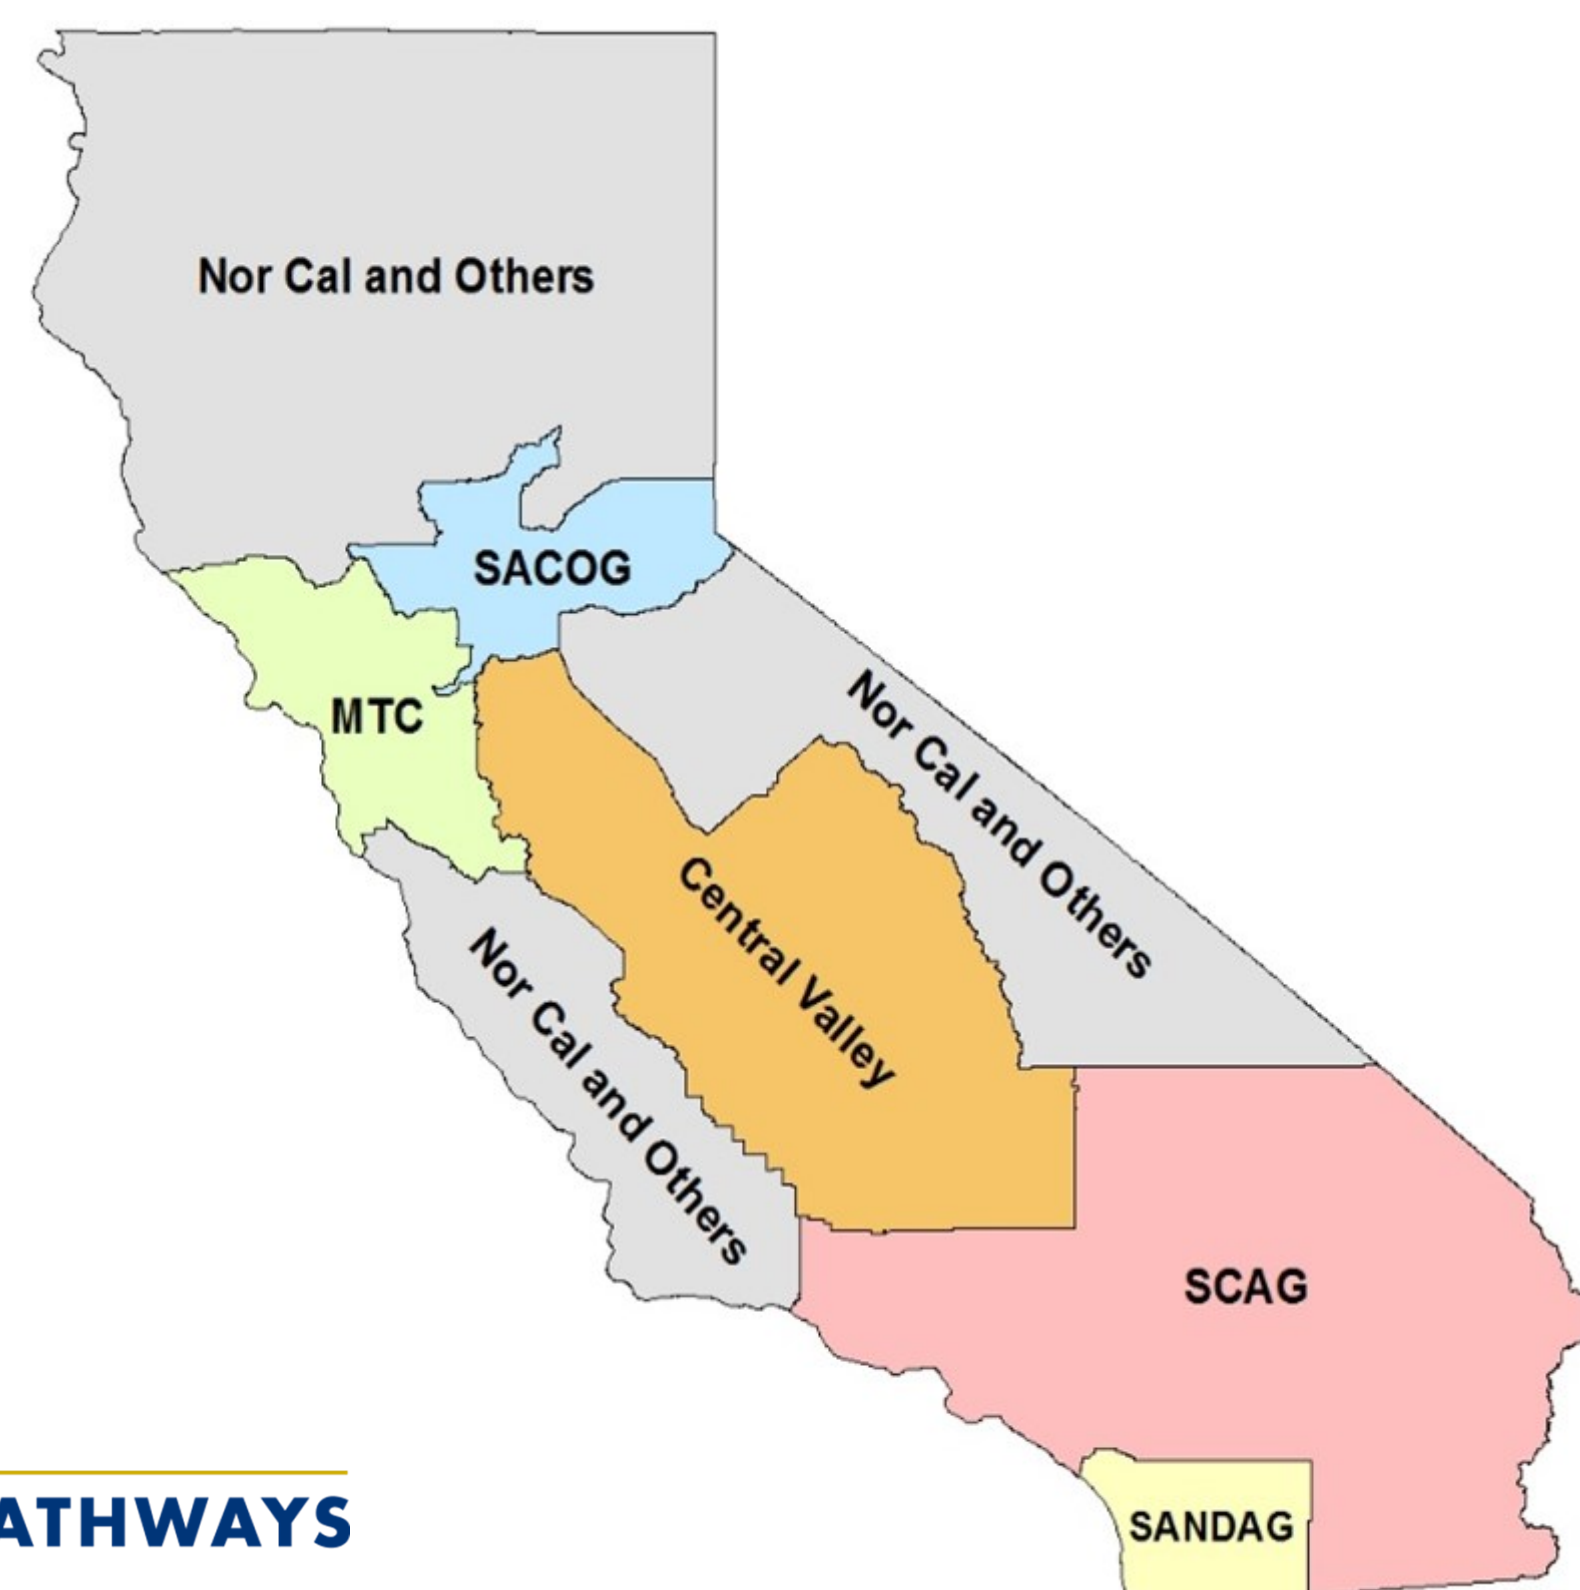 Nor Cal and Others
SACOG
MTC
Nor Cal and Others
Central Valley
Nor Cal and Others
SCAG
ATHWAYS
SANDAG